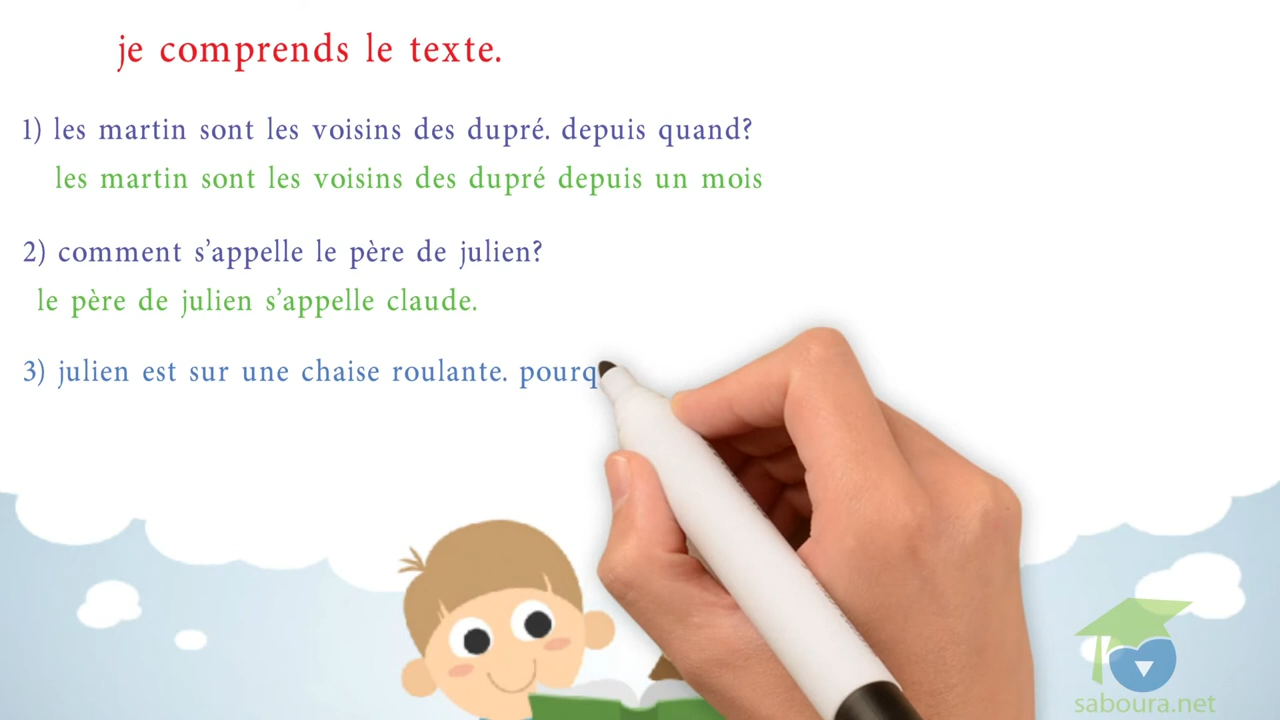 je comprends le texte.
1) les martin sont les voisins des dupré. depuis quand?
les martin sont les voisins des dupré depuis un mois
2) comment s'appelle le père de julien?
le père de julien s'appelle claude.
3) julien est sur une chaise roulante. pourq
saboura.net